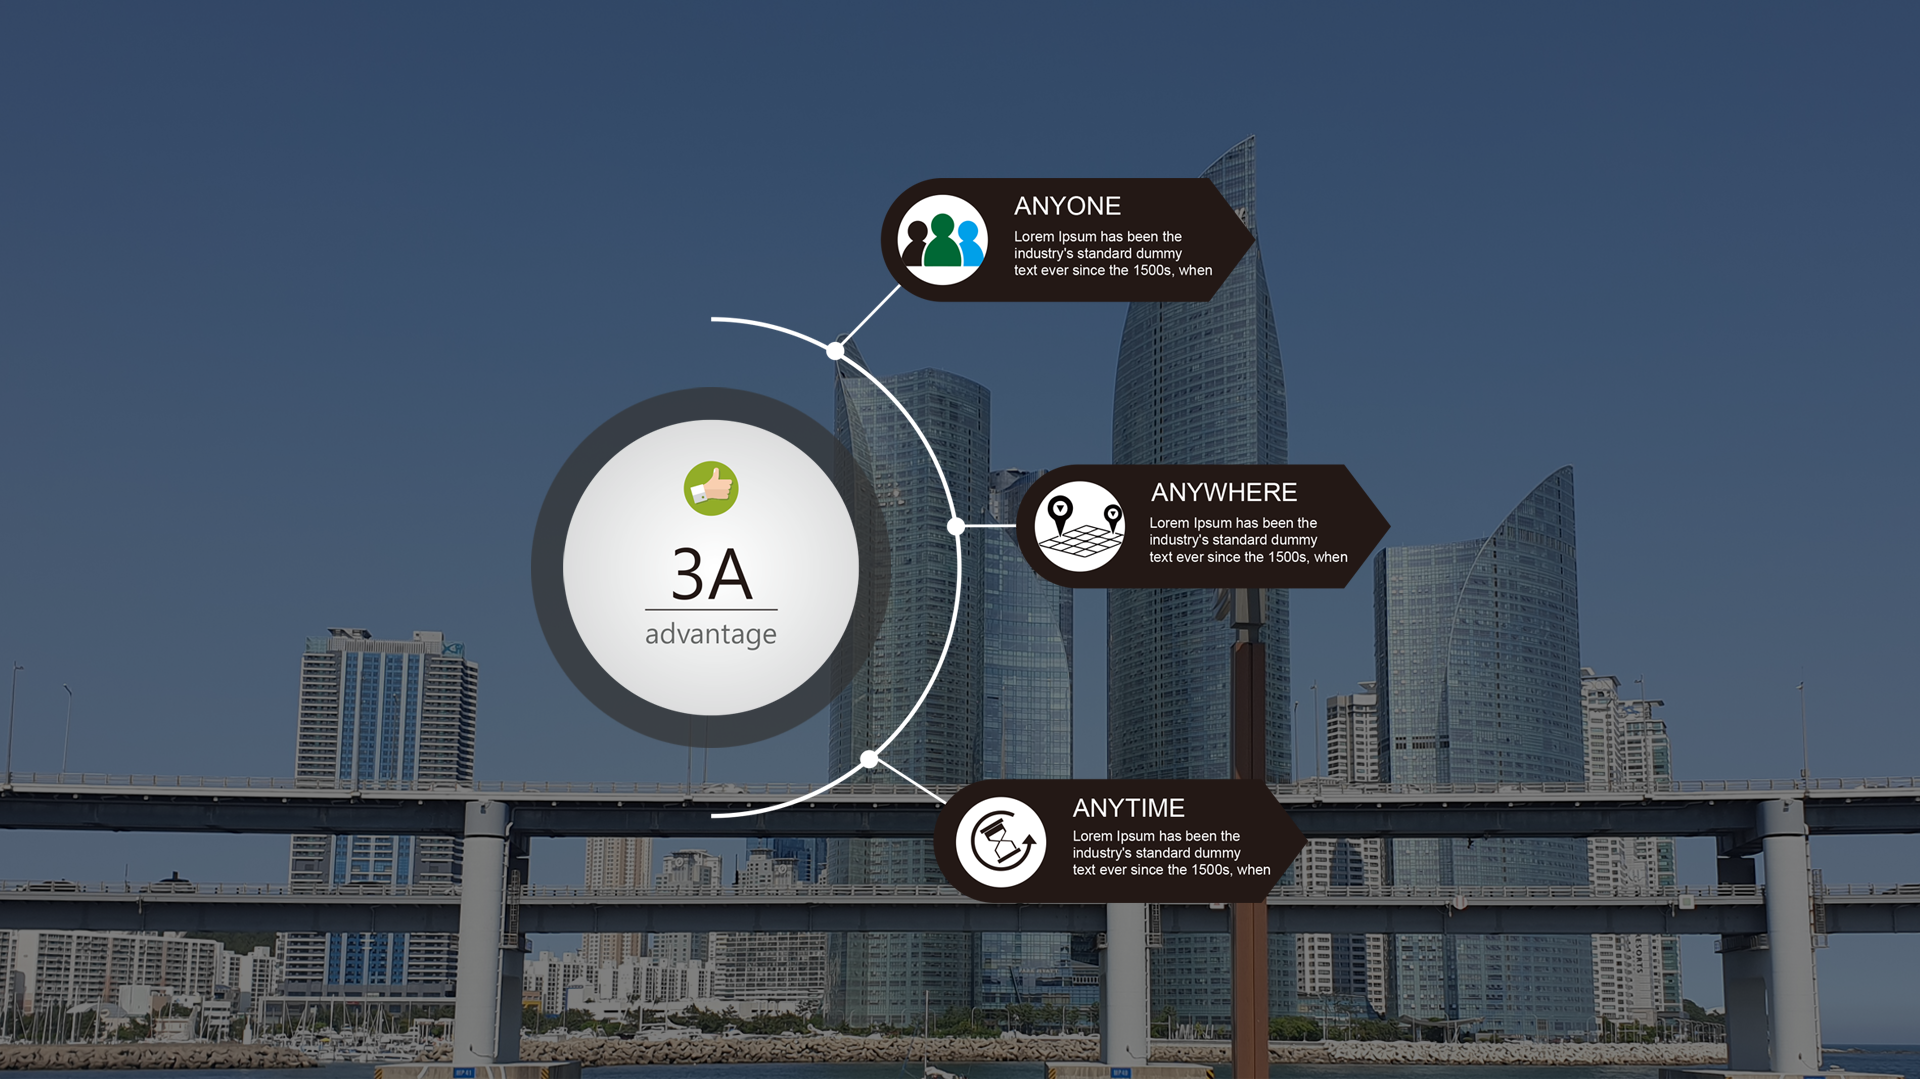 3A
advantage
ANYONE
Lorem Ipsum has been the
industry's standard dummy
text ever since the 1500s, when
ANYWHERE
Lorem Ipsum has been the
industry's standard dummy
text ever since the 1500s, when
ANYTIME
Lorem Ipsum has been the
industry's standard dummy
text ever since the 1500s, when